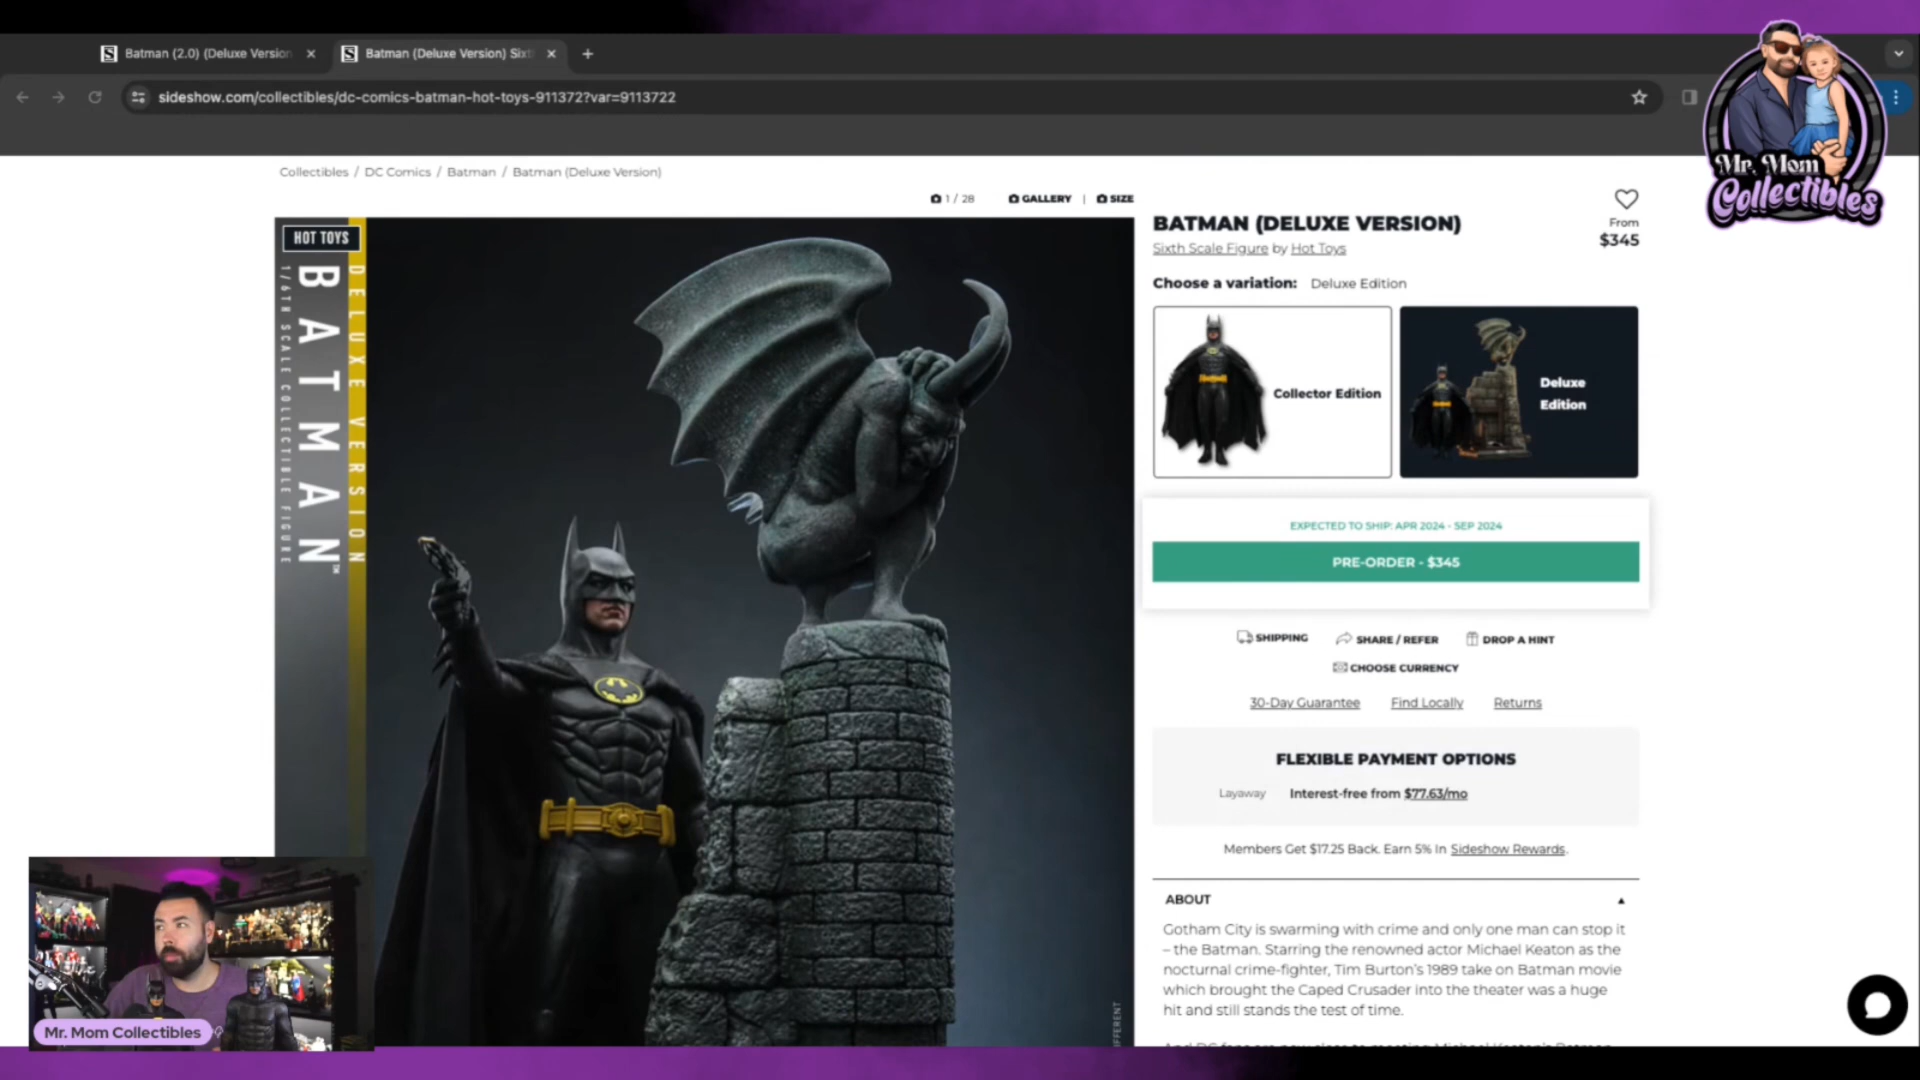 Batman (2.0) (Deluxe Version
Batman (Deluxe Version) Sixt
sideshow.com/collectibles/dc-comics-batman-hot-toys-911372?var=9113722
Mr. Mom
Collectibles
Collectibles / DC Comics / Batman / Batman (Deluxe Version)
1 / 28 GALLERY | SIZE
HOT TOYS
DELUXE VERSION
BATMAN™
1/6TH SCALE COLLECTIBLE FIGURE
BATMAN (DELUXE VERSION)
Sixth Scale Figure by Hot Toys
From
$345
Choose a variation: Deluxe Edition
Collector Edition
Deluxe
Edition
EXPECTED TO SHIP: APR 2024 - SEP 2024
PRE-ORDER - $345
SHIPPING SHARE / REFER DROP A HINT
CHOOSE CURRENCY
30-Day Guarantee Find Locally Returns
FLEXIBLE PAYMENT OPTIONS
Layaway Interest-free from $77.63/mo
Members Get $17.25 Back. Earn 5% In Sideshow Rewards.
ABOUT
Gotham City is swarming with crime and only one man can stop it
– the Batman. Starring the renowned actor Michael Keaton as the
nocturnal crime-fighter, Tim Burton's 1989 take on Batman movie
which brought the Caped Crusader into the theater was a huge
hit and still stands the test of time.
Mr. Mom Collectibles